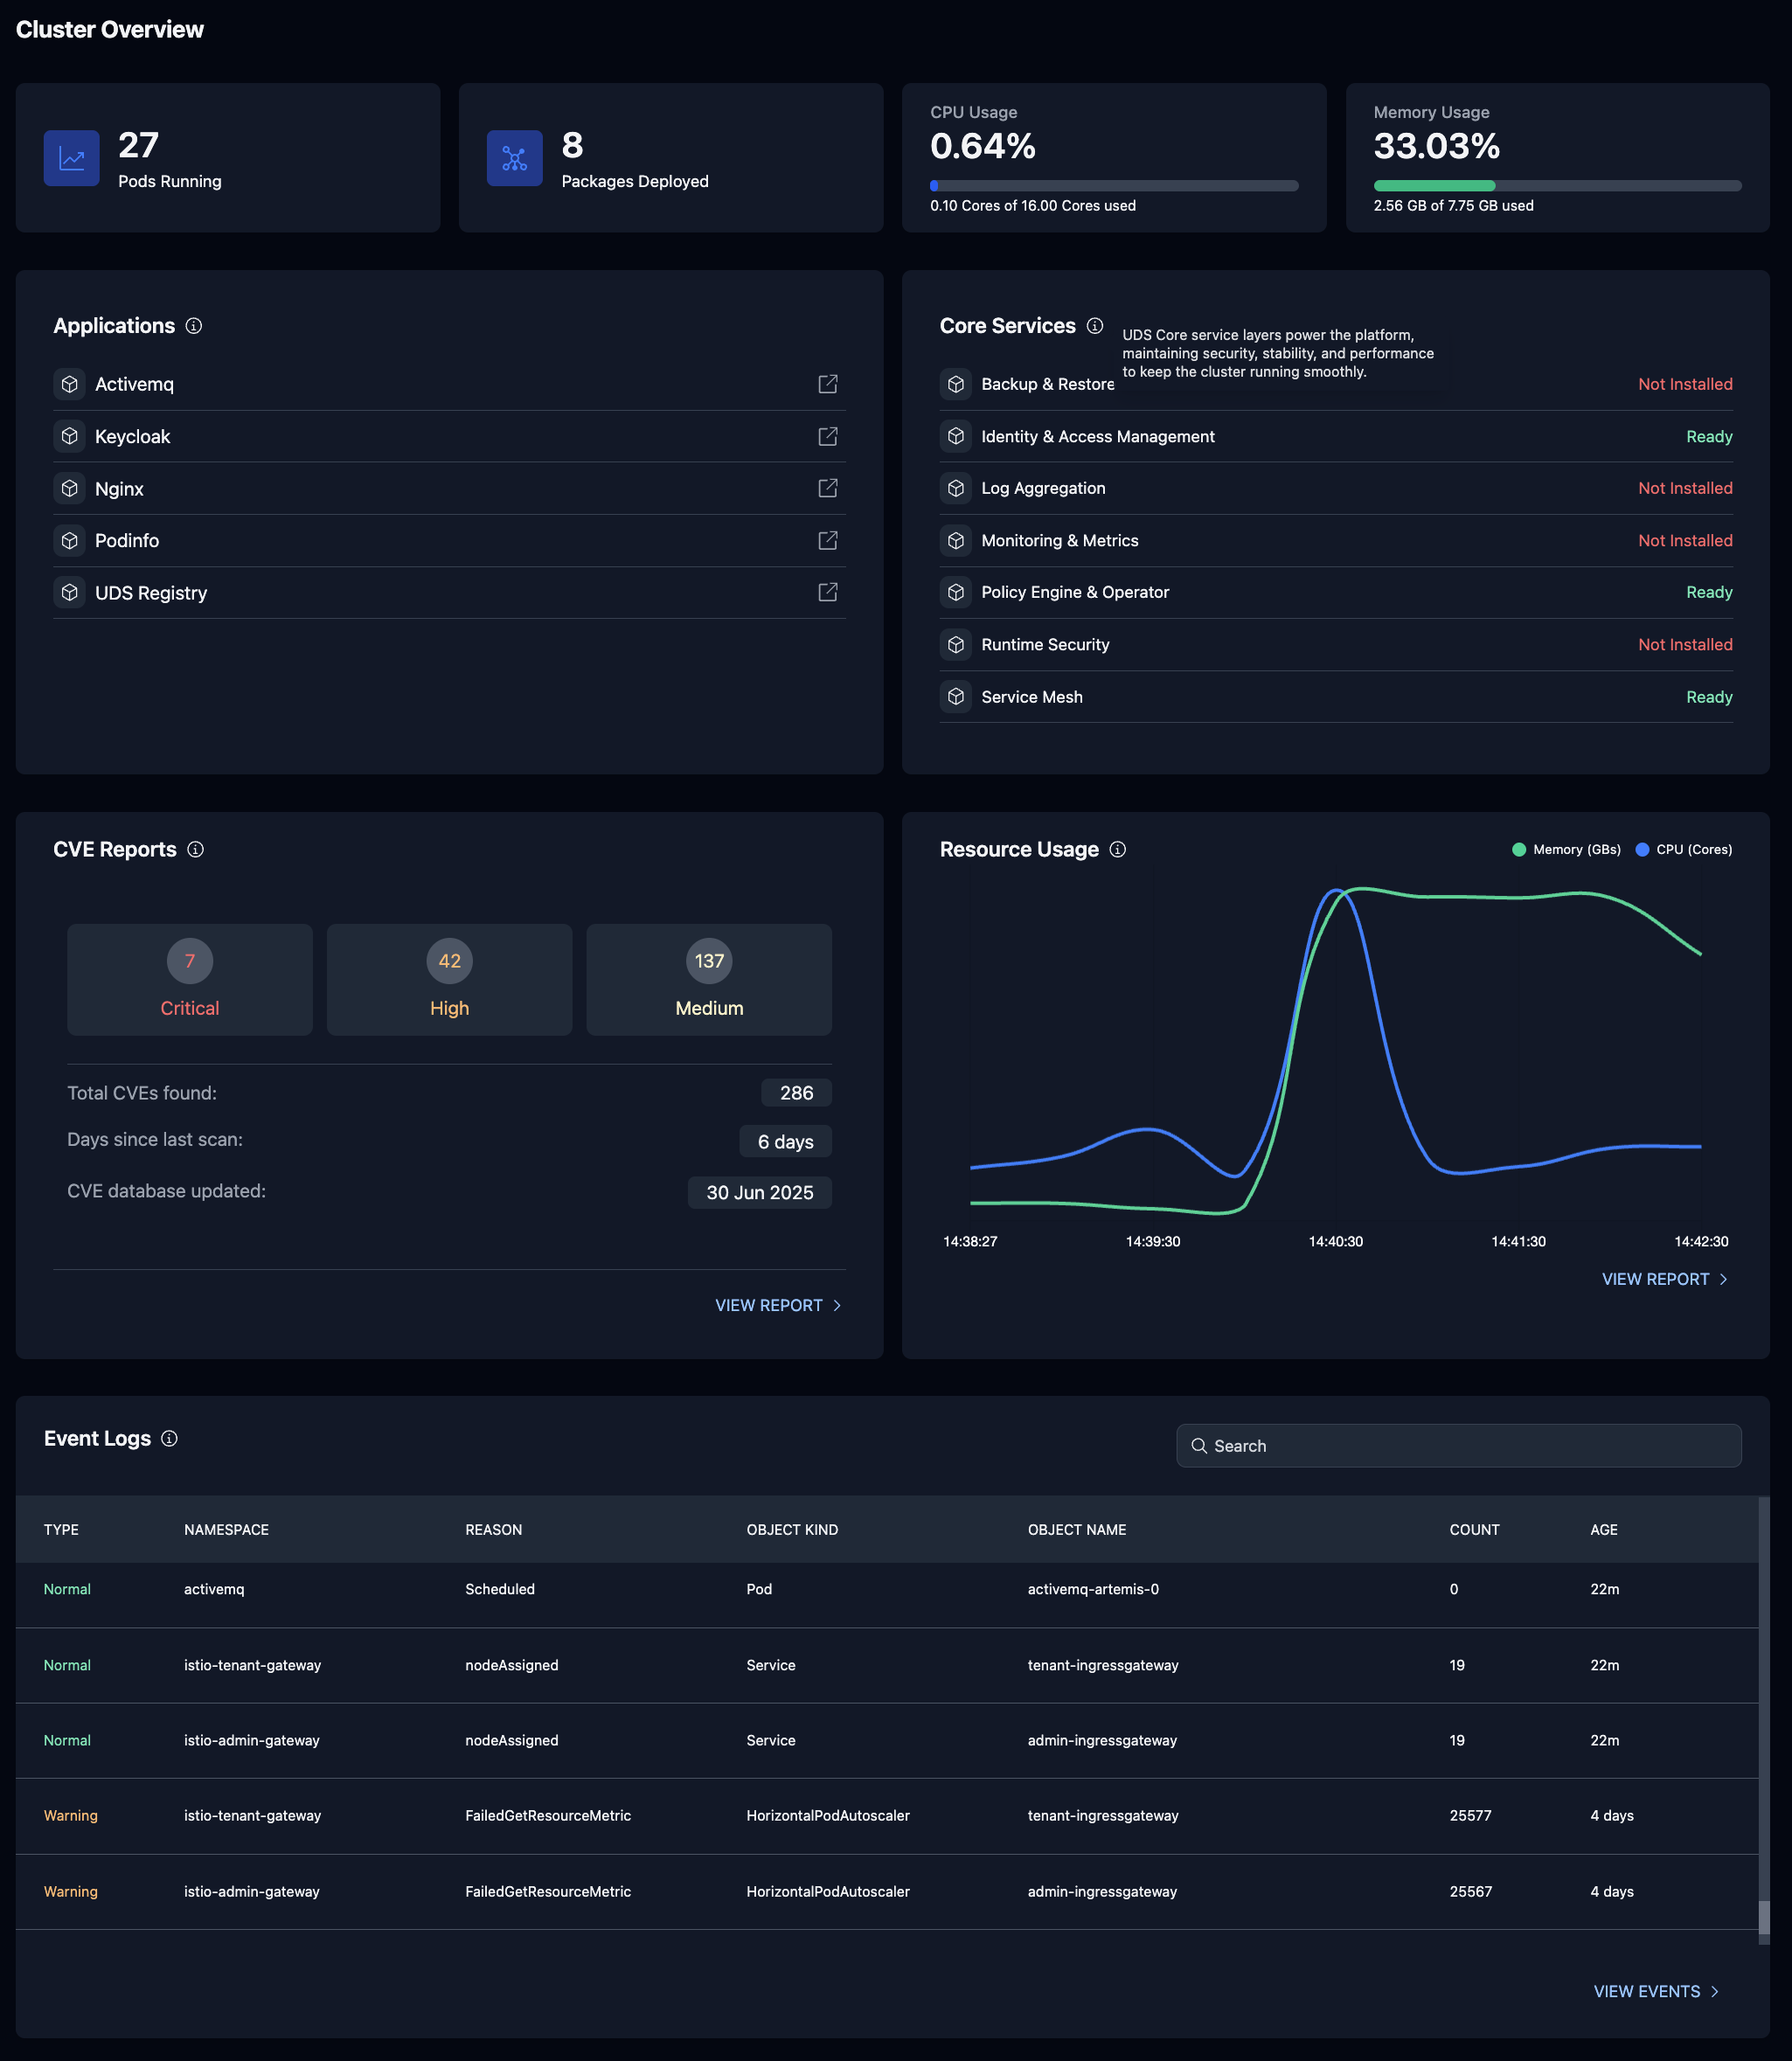 Cluster Overview
27
Pods Running
8
Packages Deployed
CPU Usage
0.64%
0.10 Cores of 16.00 Cores used
Memory Usage
33.03%
2.56 GB of 7.75 GB used
Applications
Activemq
Keycloak
Nginx
Podinfo
UDS Registry
Core Services
UDS Core service layers power the platform,
maintaining security, stability, and performance
to keep the cluster running smoothly.
Backup & Restore Not Installed
Identity & Access Management Ready
Log Aggregation Not Installed
Monitoring & Metrics Not Installed
Policy Engine & Operator Ready
Runtime Security Not Installed
Service Mesh Ready
CVE Reports
7
Critical
42
High
137
Medium
Total CVEs found: 286
Days since last scan: 6 days
CVE database updated: 30 Jun 2025
VIEW REPORT
Resource Usage
Memory (GBs) CPU (Cores)
14:38:27 14:39:30 14:40:30 14:41:30 14:42:30
VIEW REPORT
Event Logs
Search
TYPE NAMESPACE REASON OBJECT KIND OBJECT NAME COUNT AGE
Normal activemq Scheduled Pod activemq-artemis-0 0 22m
Normal istio-tenant-gateway nodeAssigned Service tenant-ingressgateway 19 22m
Normal istio-admin-gateway nodeAssigned Service admin-ingressgateway 19 22m
Warning istio-tenant-gateway FailedGetResourceMetric HorizontalPodAutoscaler tenant-ingressgateway 25577 4 days
Warning istio-admin-gateway FailedGetResourceMetric HorizontalPodAutoscaler admin-ingressgateway 25567 4 days
VIEW EVENTS